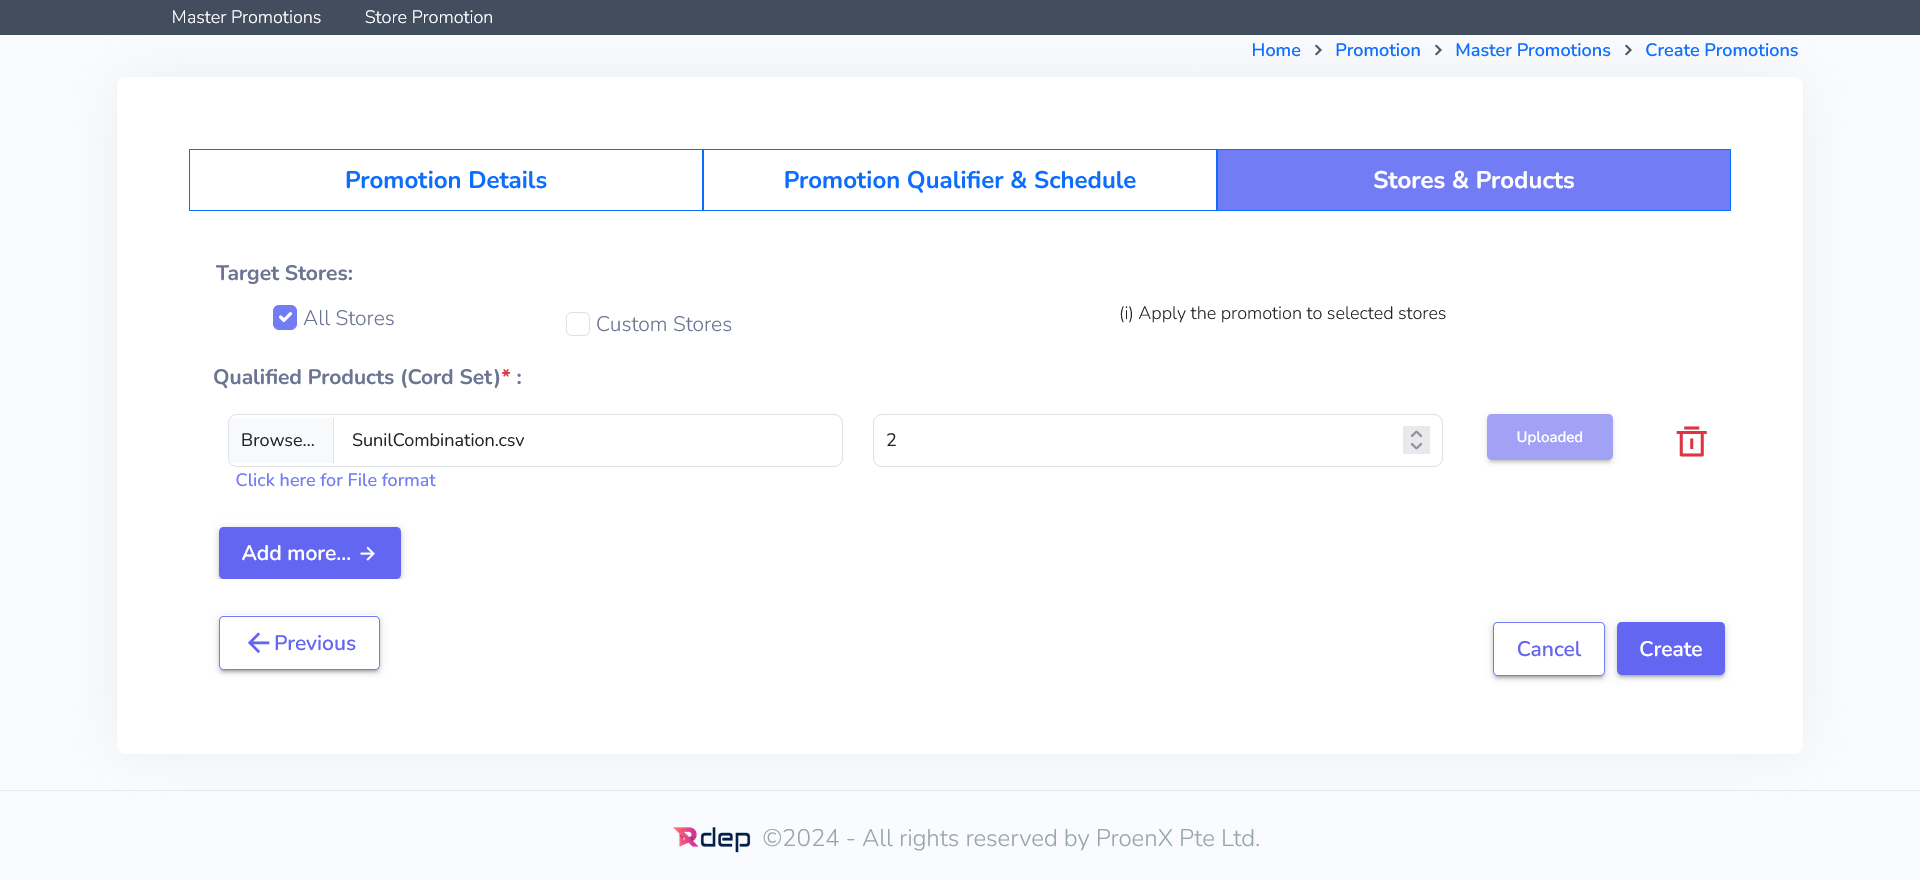 Master Promotions Store Promotion
Home > Promotion > Master Promotions > Create Promotions
Promotion Details Promotion Qualifier & Schedule Stores & Products
Target Stores:
All Stores Custom Stores (i) Apply the promotion to selected stores
Qualified Products (Cord Set)* :
Browse... SunilCombination.csv 2 Uploaded
Click here for File format
Add more... →
←Previous
Cancel Create
Rdep ©2024 - All rights reserved by ProenX Pte Ltd.